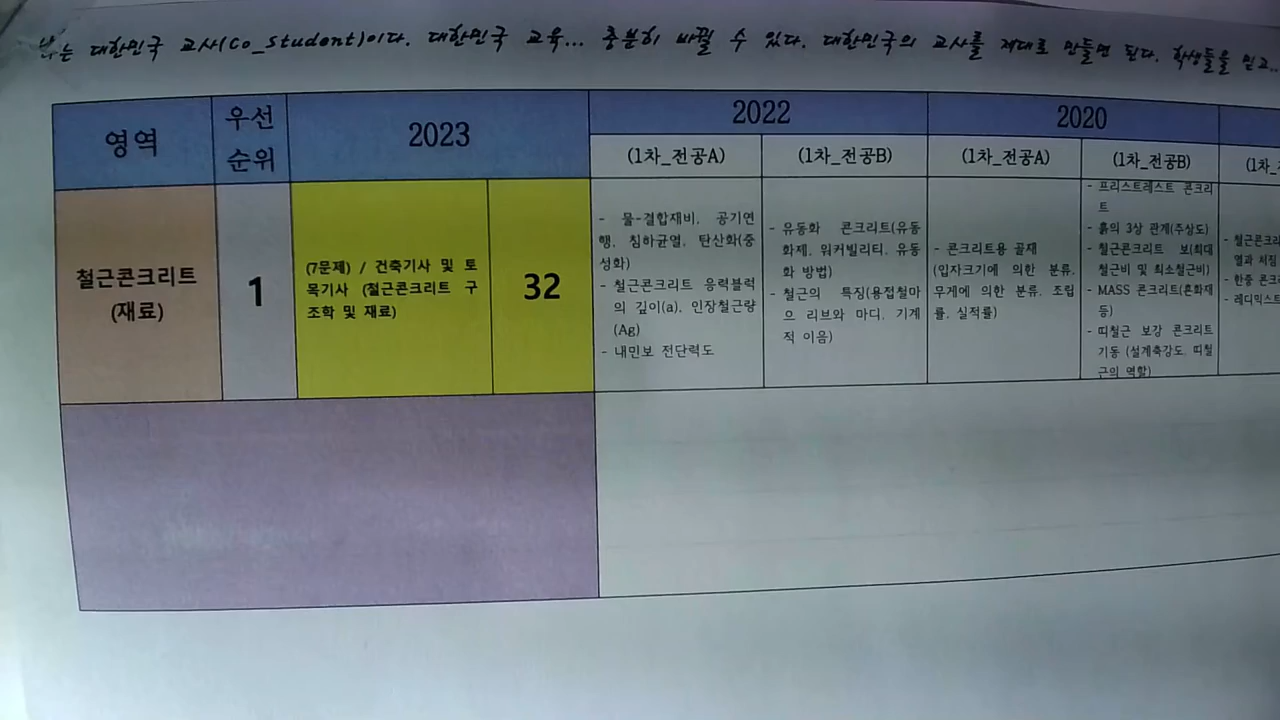 나는 대한민국 교사(Co_student)이다. 대한민국 교육... 충분히 바뀔 수 있다. 대한민국의 교사를 제대로 만들면 된다. 학생들을 믿고..
영역
우선
순위
2023
2022
2020
(1차_전공A)
(1차_전공B)
(1차_전공A)
(1차_전공B)
(1차_
철근콘크리트
(재료)
1
(7문제) / 건축기사 및 토
목기사 (철근콘크리트 구
조학 및 재료)
32
- 물-결합재비, 공기연
행, 침하균열, 탄산화(중
성화)
- 철근콘크리트 응력블럭
의 깊이(a), 인장철근량
(Ag)
- 내민보 전단력도
- 유동화 콘크리트(유동
화제, 워커빌리티, 유동
화 방법)
- 철근의 특징(용접철마
으 리브와 마디, 기계
적 이음)
- 콘크리트용 골재
(입자크기에 의한 분류,
무게에 의한 분류, 조립
률, 실적률)
- 프리스트레스트 콘크리
트
- 흙의 3상 관계(주상도)
- 철근콘크리트 보(최대
철근비 및 최소철근비)
- MASS 콘크리트(혼화재
등)
- 띠철근 보강 콘크리트
기둥 (설계축강도, 띠철
근의 역할)
- 철근콘크리
열과 처짐
- 한중 콘크
- 레디믹스트